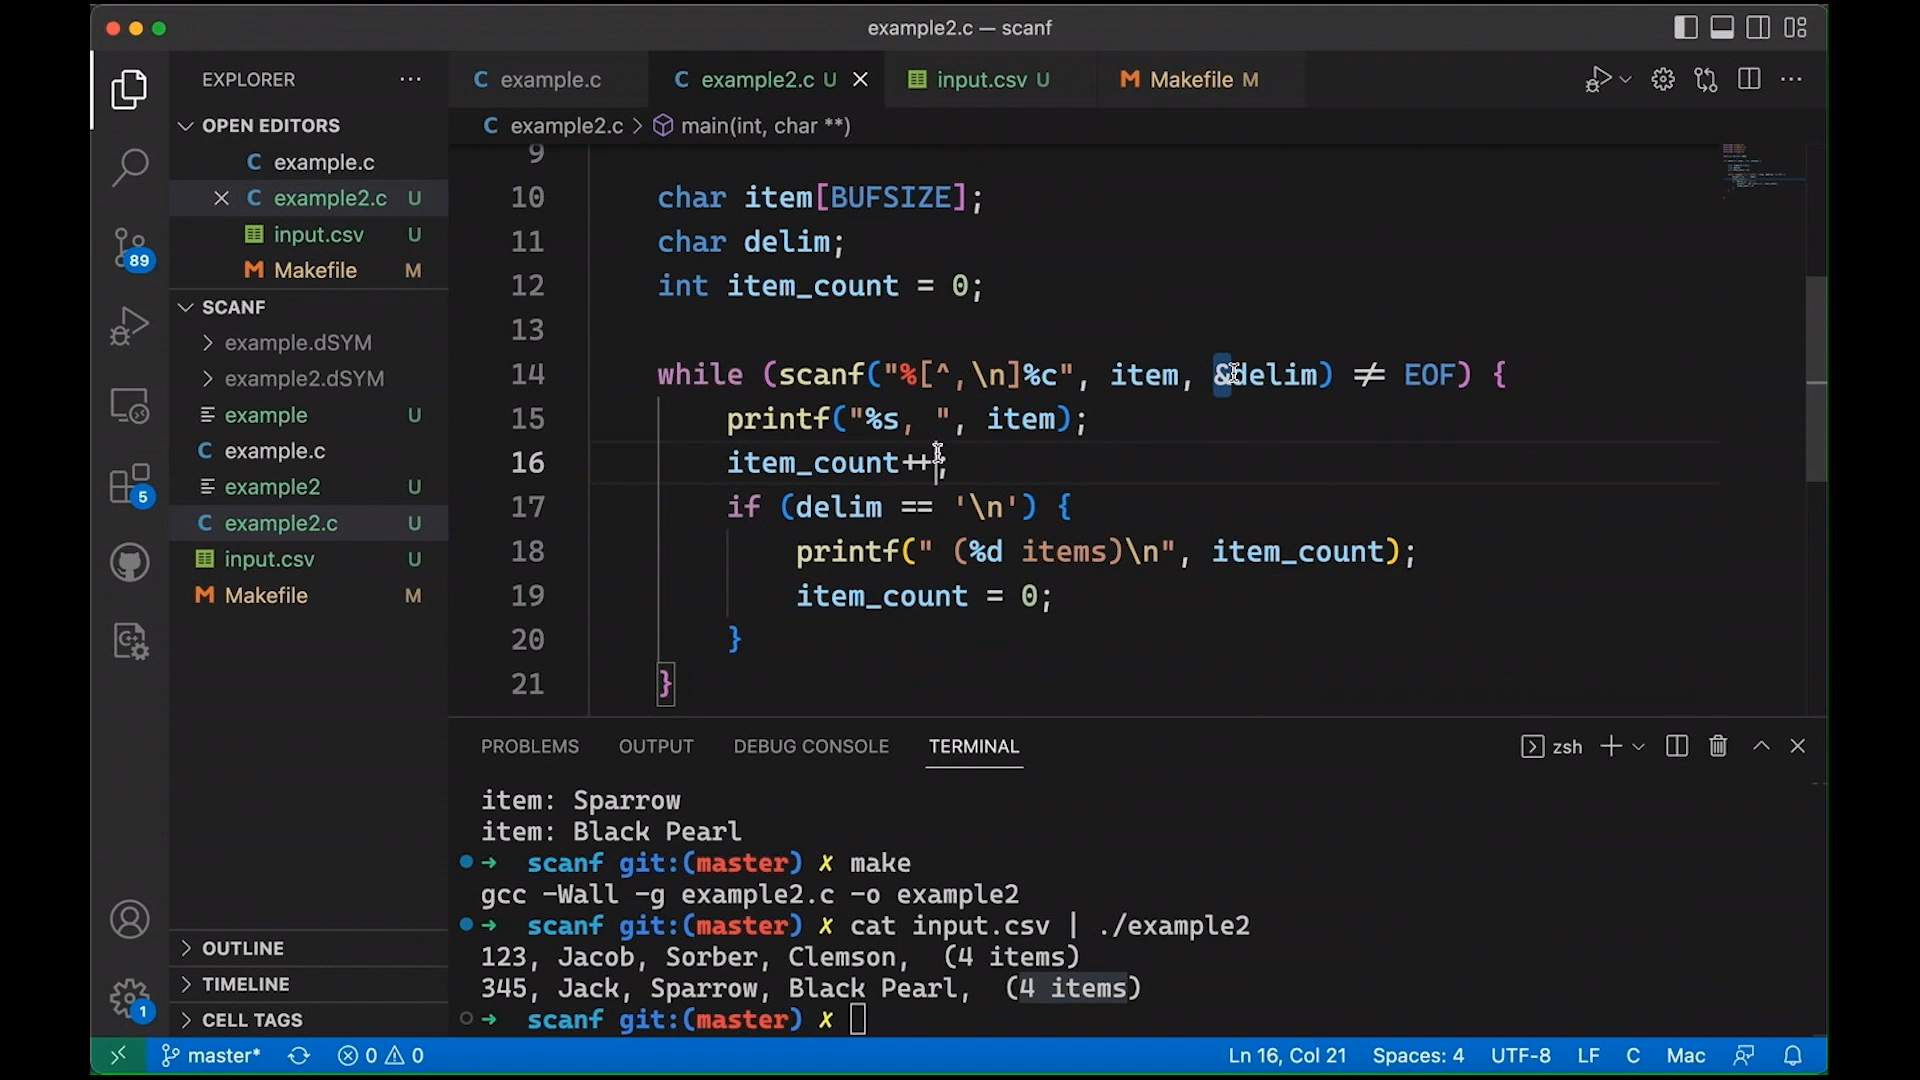 example2.c — scanf
EXPLORER
example.c
example2.c U
input.csv U
Makefile M
OPEN EDITORS
example.c
example2.c U
input.csv U
Makefile M
SCANF
example.dSYM
example2.dSYM
example U
example.c
example2 U
example2.c U
input.csv U
Makefile M
OUTLINE
TIMELINE
CELL TAGS
89
5
1
example2.c > main(int, char **)
9
10 char item[BUFSIZE];
11 char delim;
12 int item_count = 0;
13
14 while (scanf("%[^,\n]%c", item, &delim) ≠ EOF) {
15 printf("%s, ", item);
16 item_count++;
17 if (delim == '\n') {
18 printf(" (%d items)\n", item_count);
19 item_count = 0;
20 }
21 }
PROBLEMS OUTPUT DEBUG CONSOLE TERMINAL
zsh
item: Sparrow
item: Black Pearl
→ scanf git:(master) ✗ make
gcc -Wall -g example2.c -o example2
→ scanf git:(master) ✗ cat input.csv | ./example2
123, Jacob, Sorber, Clemson, (4 items)
345, Jack, Sparrow, Black Pearl, (4 items)
→ scanf git:(master) ✗
master* 0 0 Ln 16, Col 21 Spaces: 4 UTF-8 LF C Mac